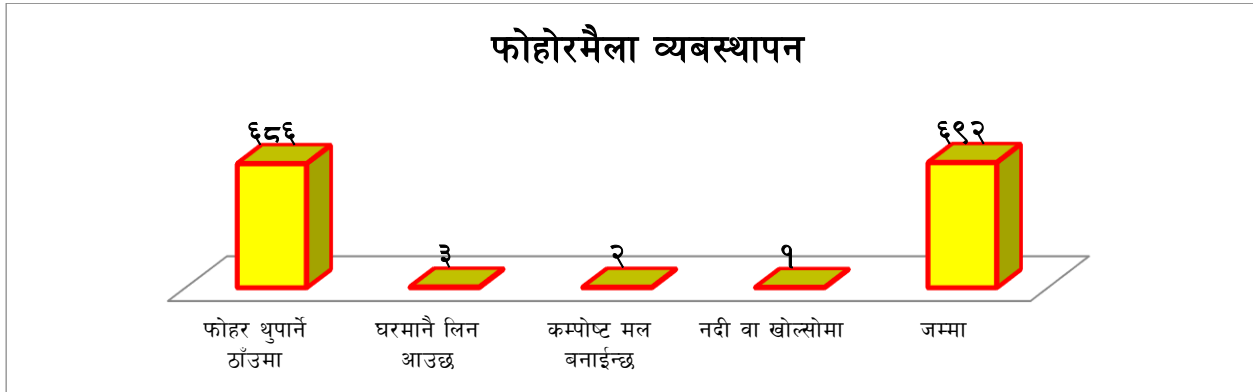 फोहोरमैला व्यबस्थापन
६८६
३
२
१
६९२
फोहर थुपार्ने
ठाँउमा
घरमानै लिन
आउछ
कम्पोष्ट मल
बनाईन्छ
नदी वा खोल्सोमा
जम्मा